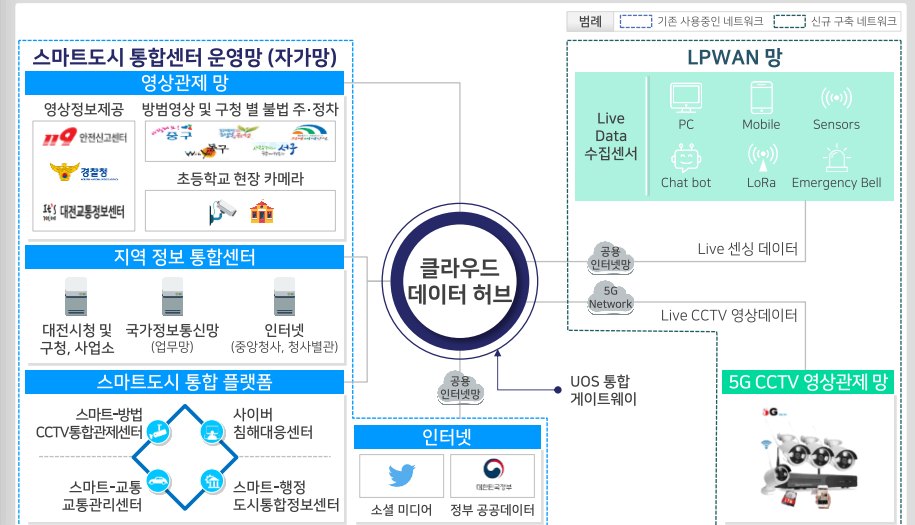 범례
기존 사용중인 네트워크
신규 구축 네트워크
스마트도시 통합센터 운영망 (자가망)
영상관제 망
영상정보제공
119 안전신고센터
경찰청
It's 대전교통정보센터
방범영상 및 구청 별 불법 주·정차
중구
서구
초등학교 현장 카메라
지역 정보 통합센터
대전시청 및
구청, 사업소
국가정보통신망
(업무망)
인터넷
(중앙청사, 청사별관)
스마트도시 통합 플랫폼
스마트-방법
CCTV통합관제센터
사이버
침해대응센터
스마트-교통
교통관리센터
스마트-행정
도시통합정보센터
클라우드
데이터 허브
공용
인터넷망
UOS 통합
게이트웨이
인터넷
소셜 미디어
대한민국정부
정부 공공데이터
LPWAN 망
Live
Data
수집센서
PC
Mobile
Sensors
Chat bot
LoRa
Emergency Bell
공용
인터넷망
Live 센싱 데이터
5G
Network
Live CCTV 영상데이터
5G CCTV 영상관제 망
5G